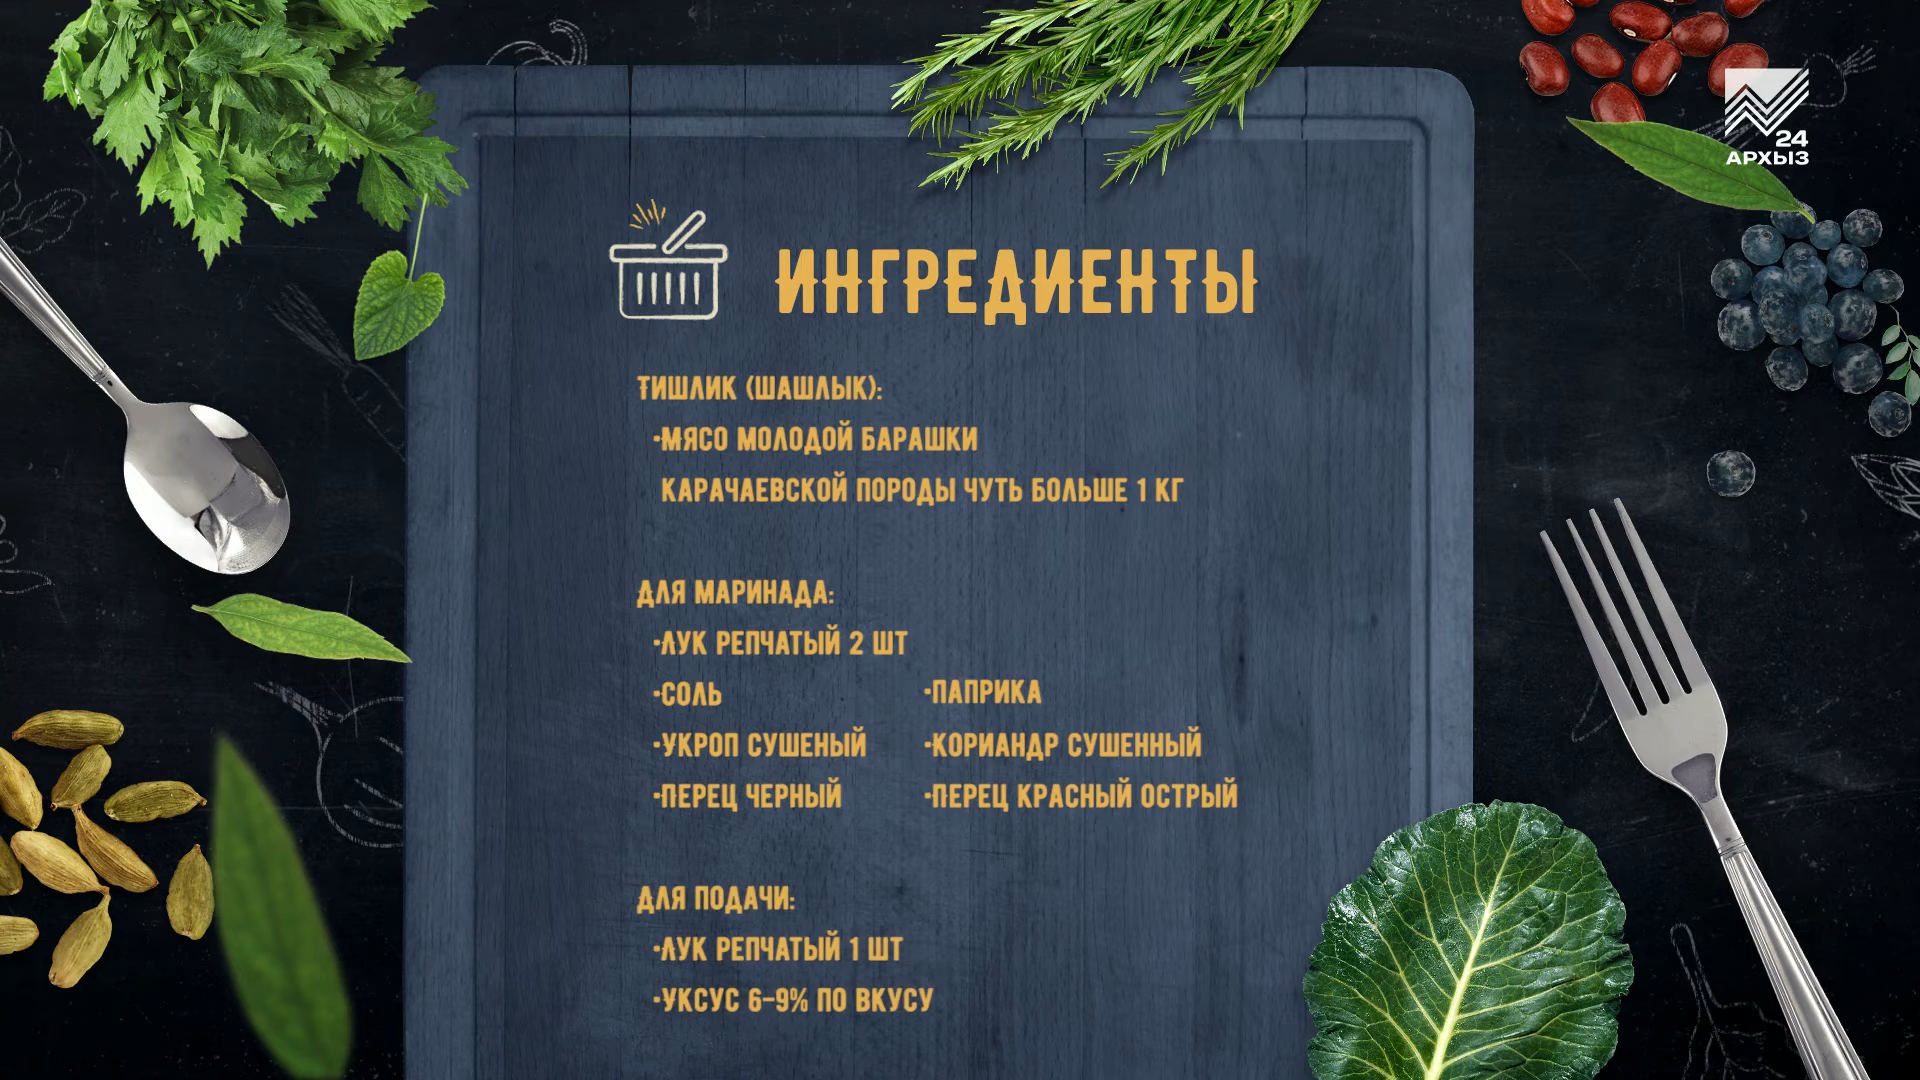 24
АРХЫЗ
ИНГРЕДИЕНТЫ
ТИШЛИК (ШАШЛЫК):
·МЯСО МОЛОДОЙ БАРАШКИ
КАРАЧАЕВСКОЙ ПОРОДЫ ЧУТЬ БОЛЬШЕ 1 КГ
ДЛЯ МАРИНАДА:
·ЛУК РЕПЧАТЫЙ 2 ШТ
·СОЛЬ
·УКРОП СУШЕНЫЙ
·ПЕРЕЦ ЧЕРНЫЙ
·ПАПРИКА
·КОРИАНДР СУШЕННЫЙ
·ПЕРЕЦ КРАСНЫЙ ОСТРЫЙ
ДЛЯ ПОДАЧИ:
·ЛУК РЕПЧАТЫЙ 1 ШТ
·УКСУС 6-9% ПО ВКУСУ